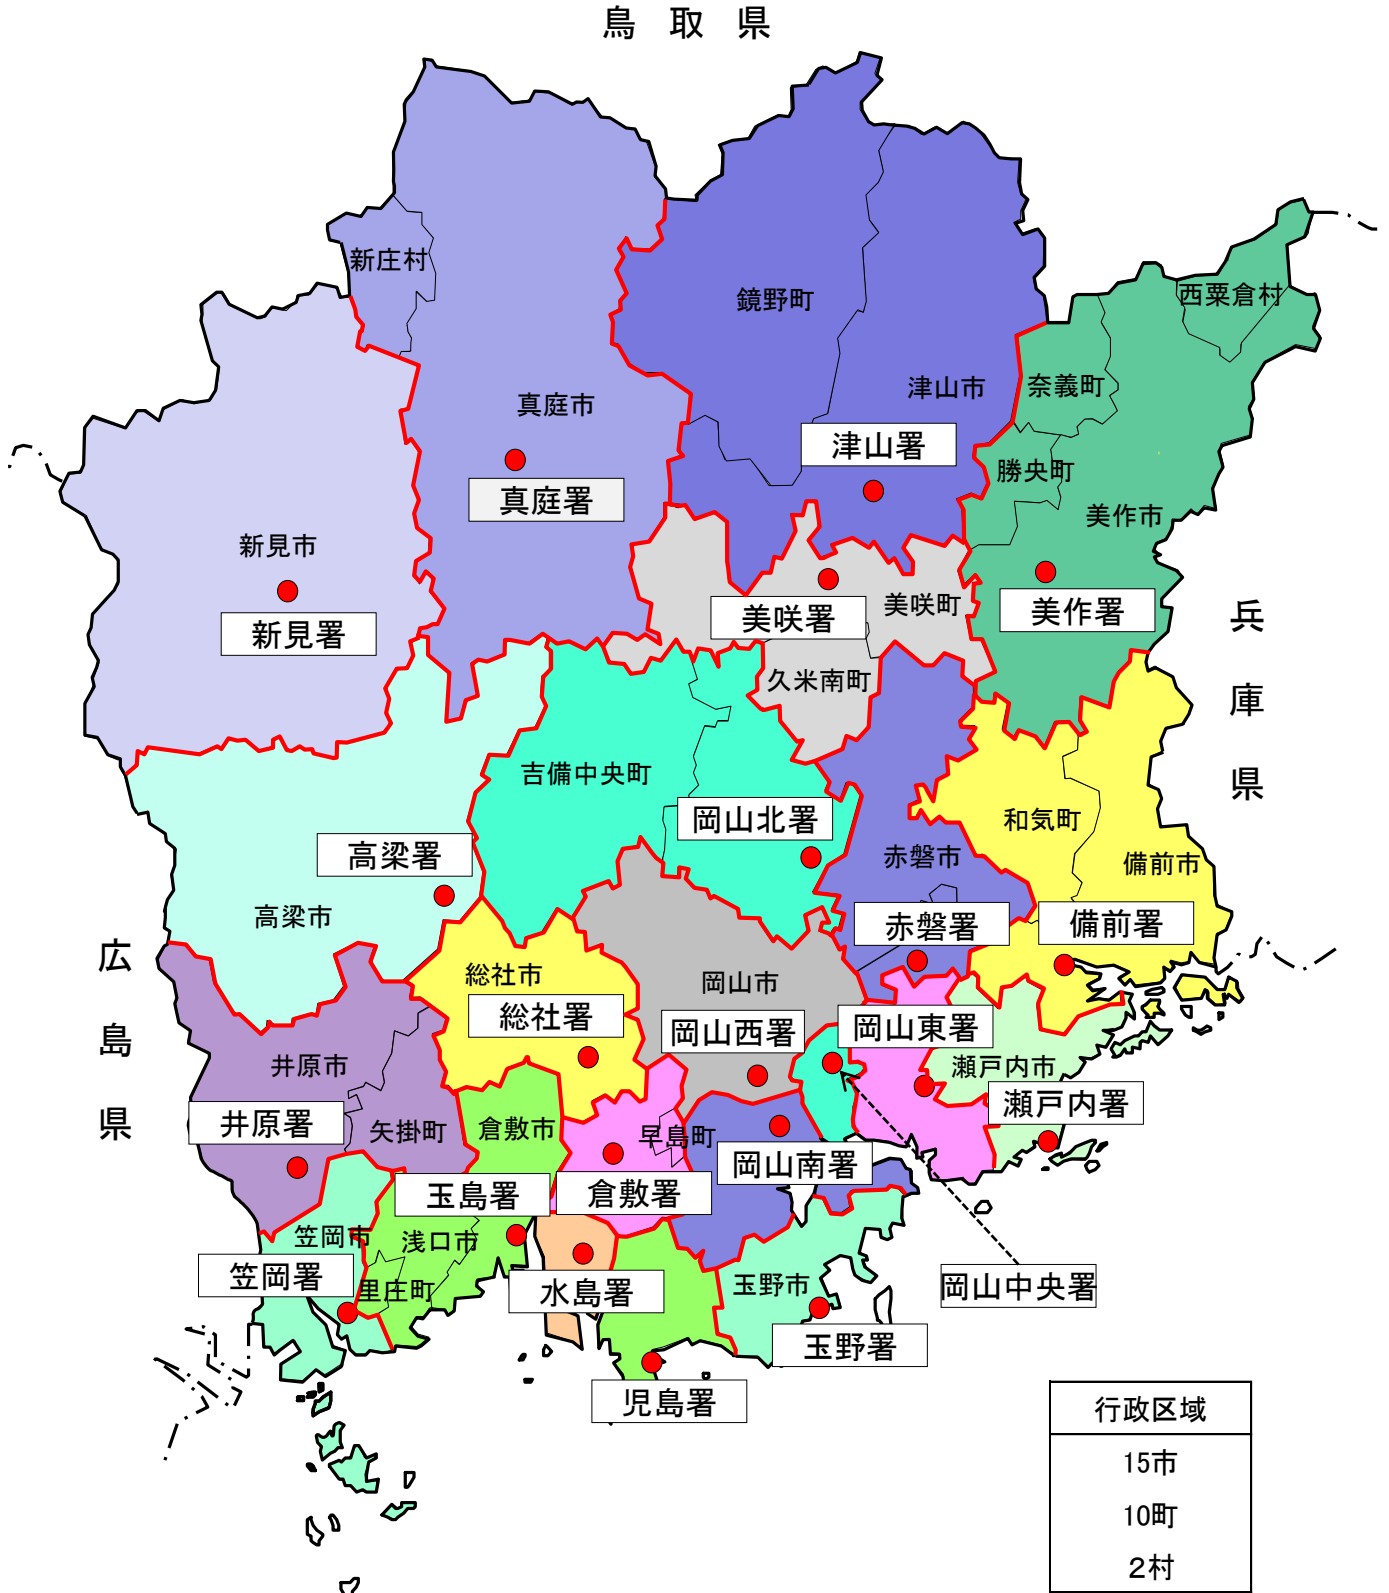 鳥取県
新庄村
西粟倉村
鏡野町
奈義町
津山市
真庭市
津山署
勝央町
真庭署
美作市
新見市
美咲町
美作署
美咲署
新見署
兵庫県
久米南町
吉備中央町
岡山北署
和気町
高梁署
赤磐市
備前市
高梁市
赤磐署
備前署
広島県
総社市
岡山市
総社署
岡山西署
岡山東署
井原市
瀬戸内市
瀬戸内署
井原署
矢掛町
倉敷市
早島町
岡山南署
玉島署
倉敷署
笠岡市
浅口市
笠岡署
里庄町
水島署
玉野市
岡山中央署
玉野署
児島署
行政区域
15市
10町
2村